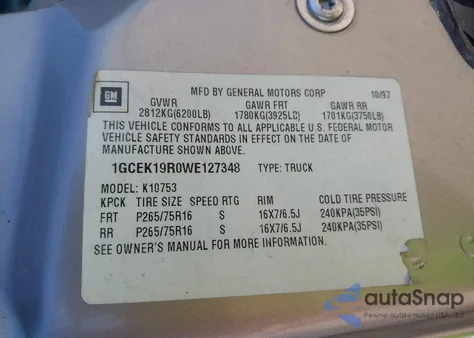 GM
MFD BY GENERAL MOTORS CORP 10/97
GVWR GAWR FRT GAWR RR
2812KG(6200LB) 1780KG(3925LB) 1701KG(3750LB)
THIS VEHICLE CONFORMS TO ALL APPLICABLE U.S. FEDERAL MOTOR
VEHICLE SAFETY STANDARDS IN EFFECT ON THE DATE OF
MANUFACTURE SHOWN ABOVE.
1GCEK19R0WE127348 TYPE: TRUCK
MODEL: K10753
KPCK TIRE SIZE SPEED RTG RIM COLD TIRE PRESSURE
FRT P265/75R16 S 16X7/6.5J 240KPA(35PSI)
RR P265/75R16 S 16X7/6.5J 240KPA(35PSI)
SEE OWNER'S MANUAL FOR MORE INFORMATION.
autoSnap
Pewne auta z USA i EU